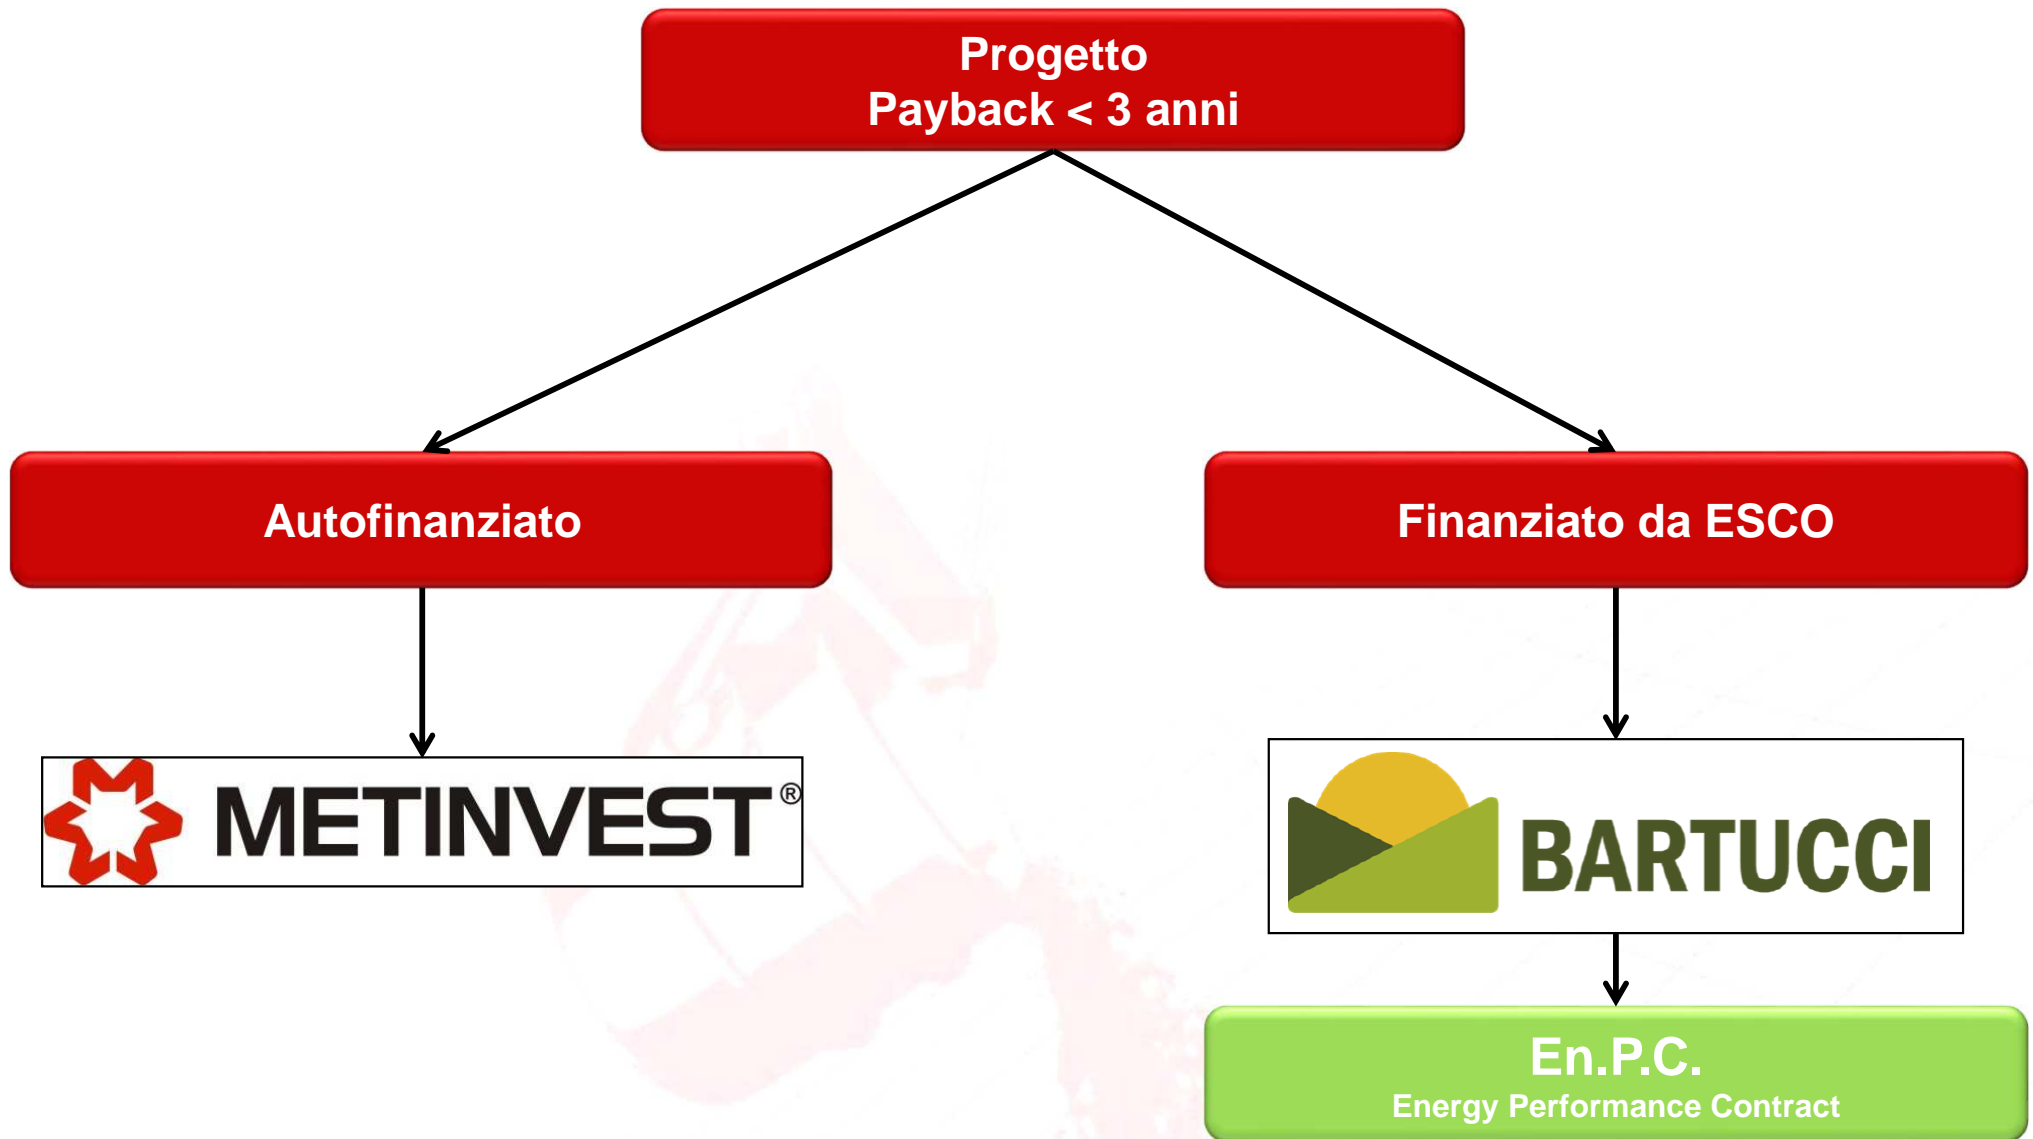 Progetto
Payback < 3 anni
Autofinanziato
Finanziato da ESCO
METINVEST®
BARTUCCI
En.P.C.
Energy Performance Contract